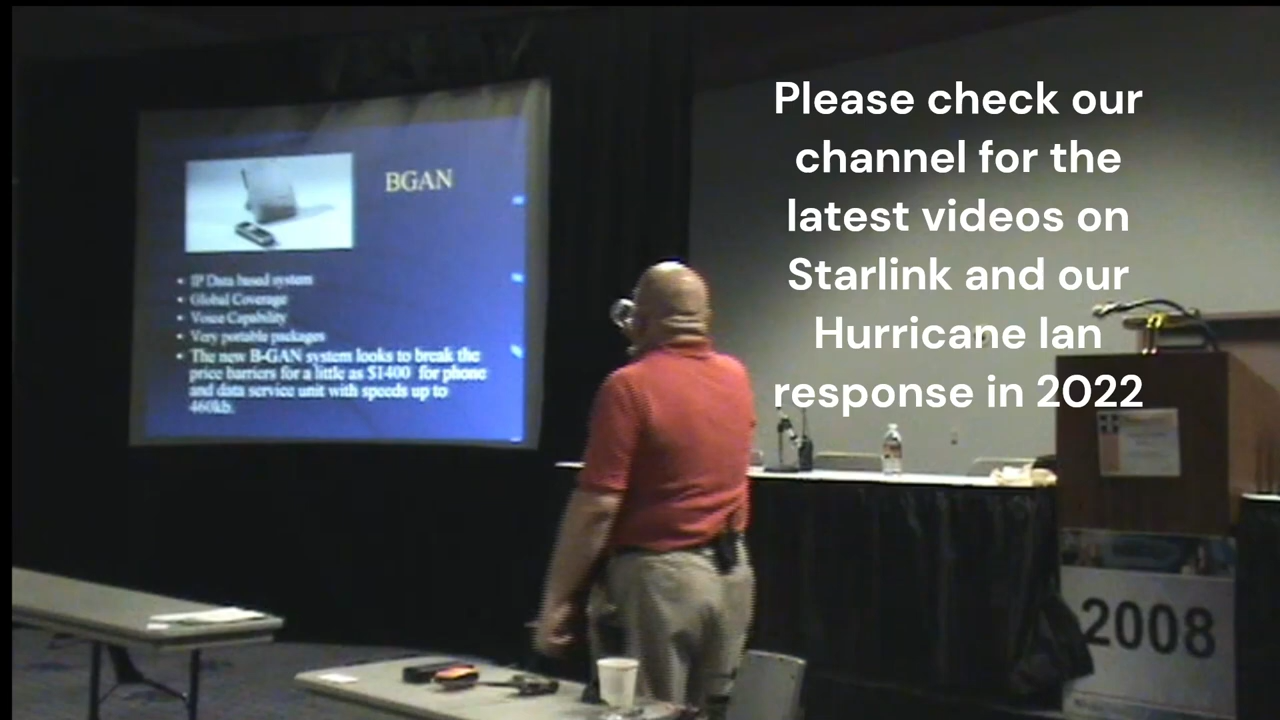 BGAN
• IP Data based system
• Global Coverage
• Voice Capability
• Very portable packages
• The new B-GAN system looks to break the
price barriers for a little as $1400 for phone
and data service unit with speeds up to
460kb.
Please check our
channel for the
latest videos on
Starlink and our
Hurricane Ian
response in 2022
2008